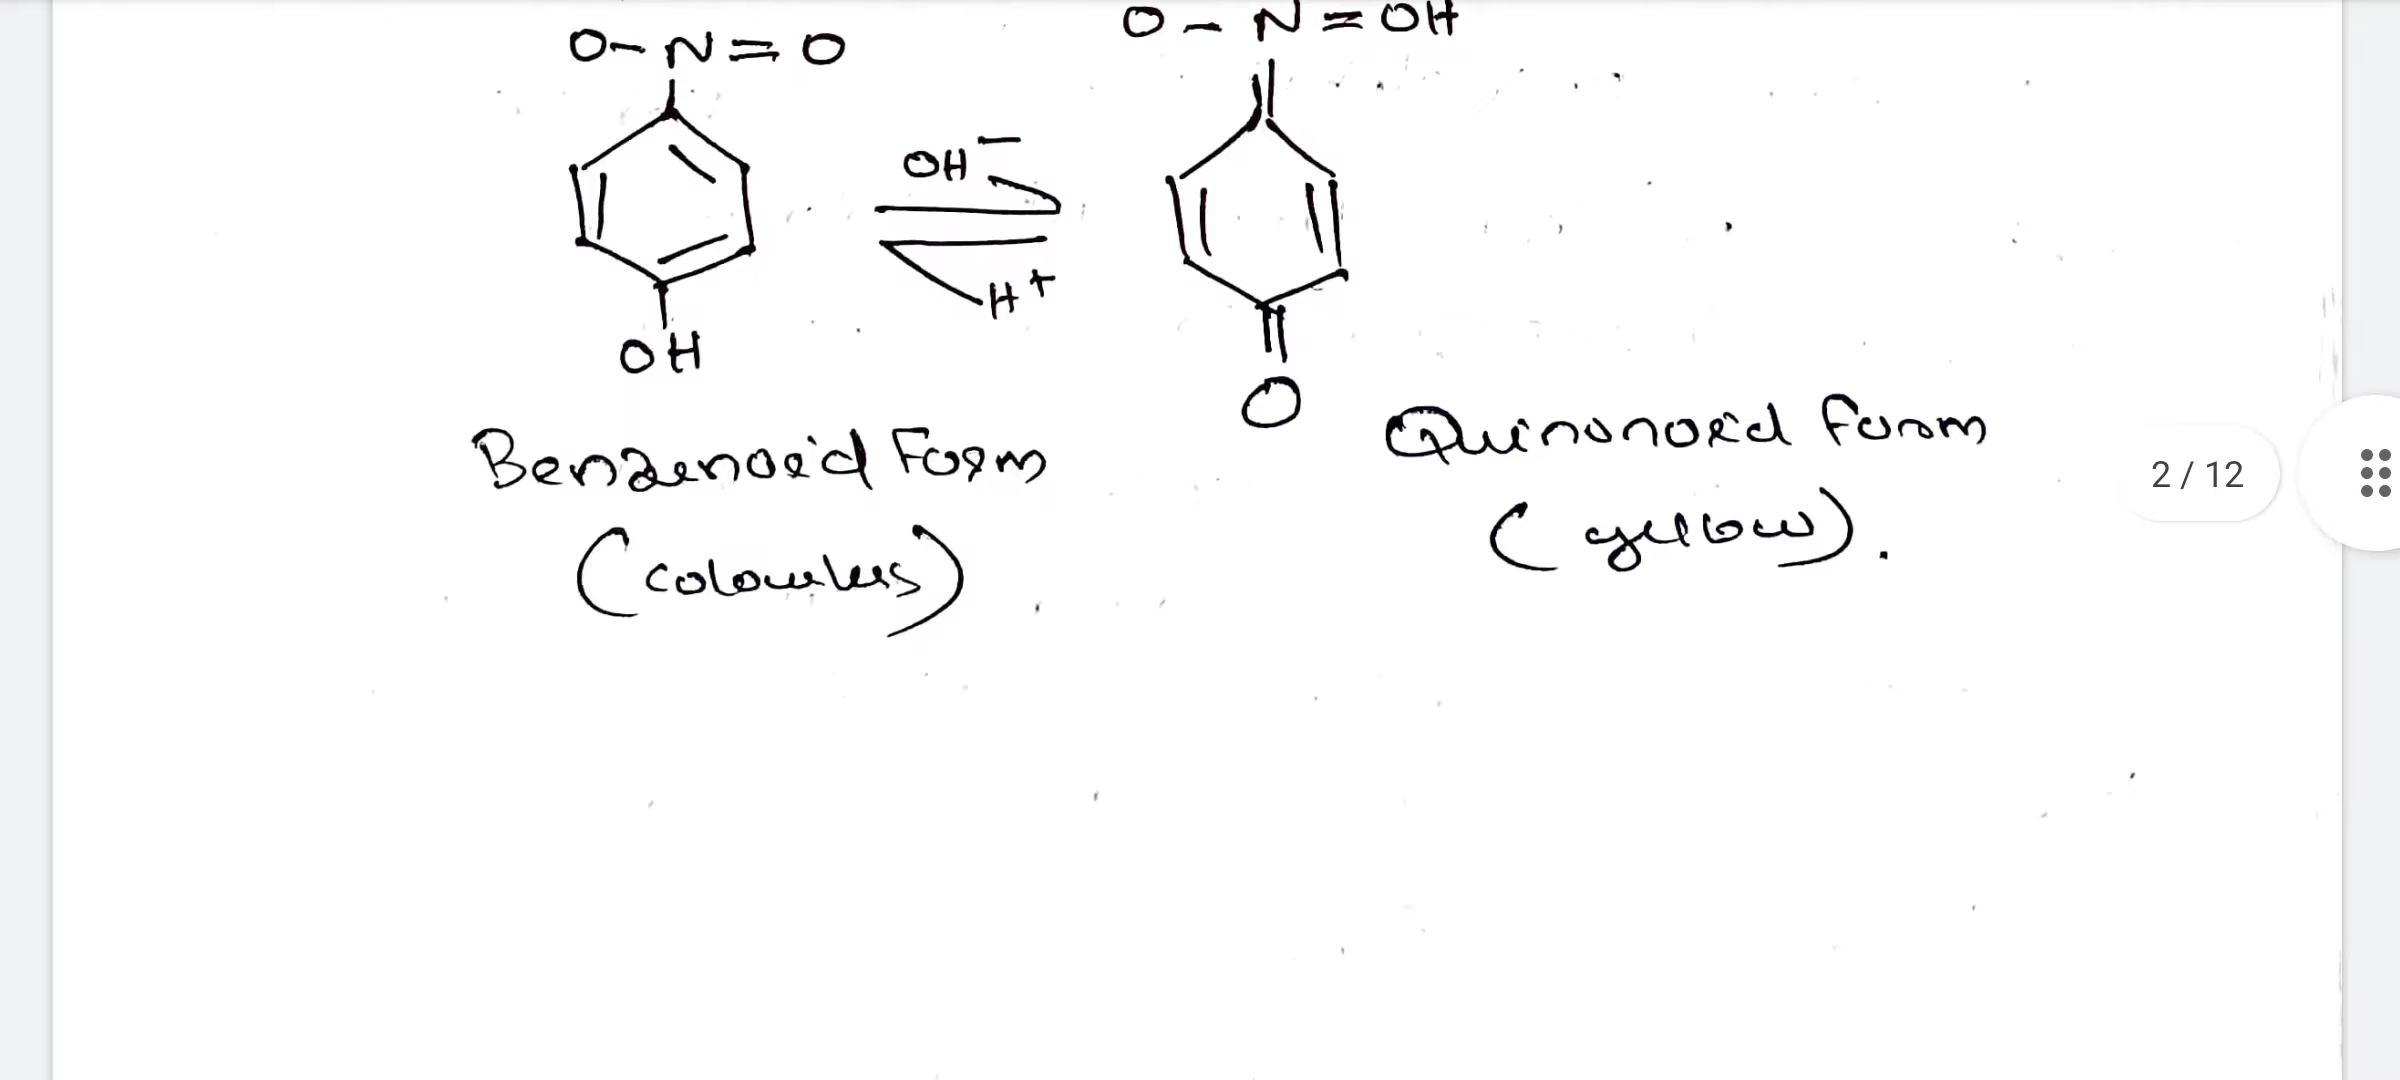 O-N=O
O-N=OH
OH⁻
H⁺
OH
O
Benzenoid Form
(colourless)
Quinonoid form
(yellow).
2 / 12